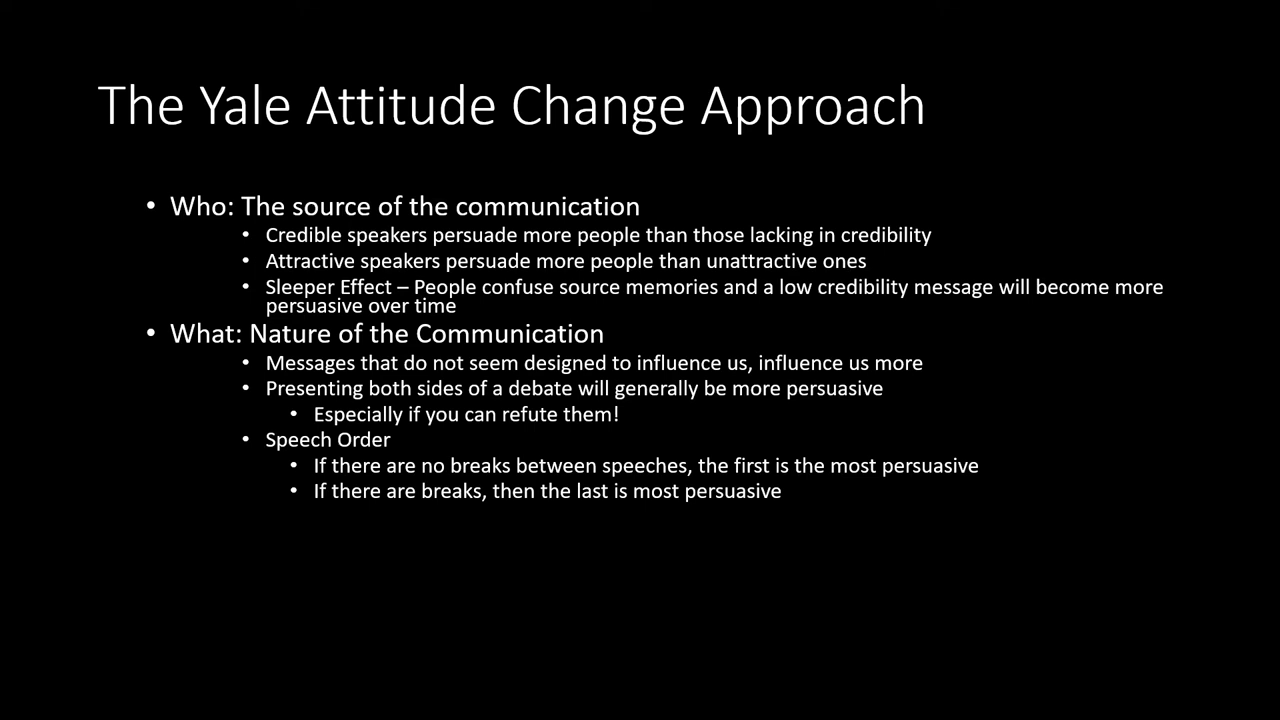 The Yale Attitude Change Approach
• Who: The source of the communication
• Credible speakers persuade more people than those lacking in credibility
• Attractive speakers persuade more people than unattractive ones
• Sleeper Effect – People confuse source memories and a low credibility message will become more
persuasive over time
• What: Nature of the Communication
• Messages that do not seem designed to influence us, influence us more
• Presenting both sides of a debate will generally be more persuasive
• Especially if you can refute them!
• Speech Order
• If there are no breaks between speeches, the first is the most persuasive
• If there are breaks, then the last is most persuasive